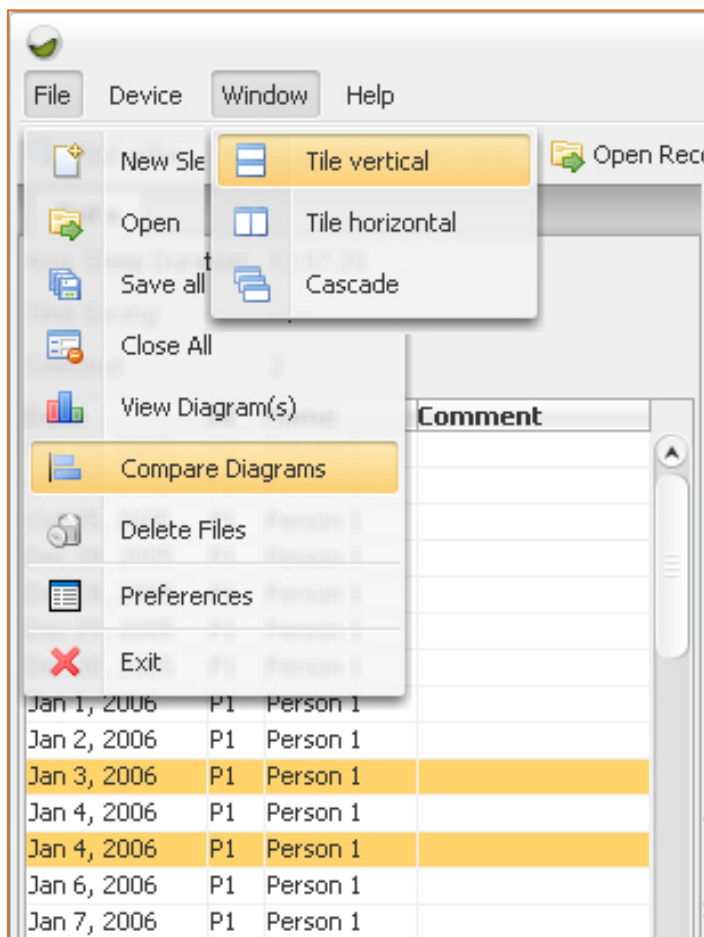 File Device Window Help
New Sle
Tile vertical
Open Rec
Open
Tile horizontal
Save all
Cascade
Close All
View Diagram(s)
Comment
Compare Diagrams
Delete Files
Preferences
Exit
Jan 1, 2006 P1 Person 1
Jan 2, 2006 P1 Person 1
Jan 3, 2006 P1 Person 1
Jan 4, 2006 P1 Person 1
Jan 4, 2006 P1 Person 1
Jan 6, 2006 P1 Person 1
Jan 7, 2006 P1 Person 1